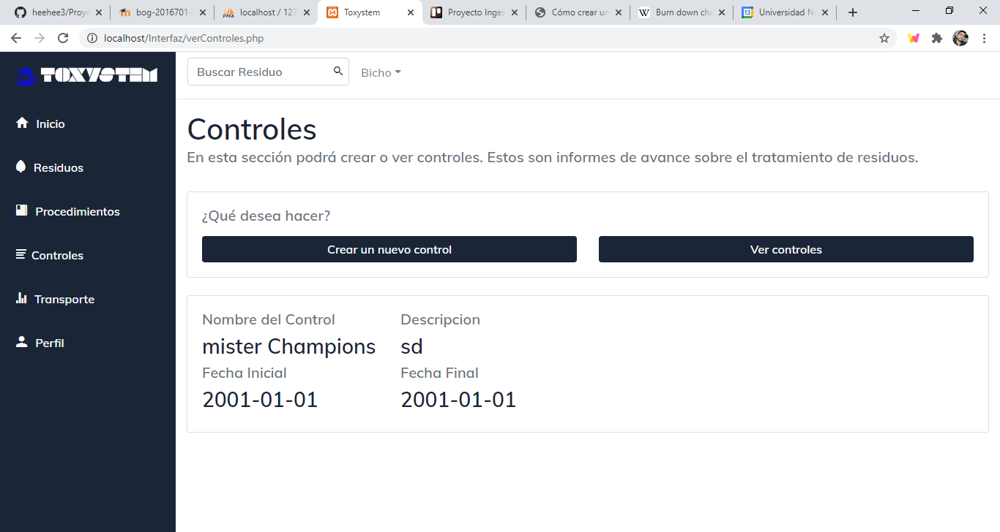 heehee3/Proye
bog-2016701-
localhost / 127
Toxystem
Proyecto Inges
Cómo crear un
Burn down cha
Universidad Na
localhost/Interfaz/verControles.php
TOXYSTEM
Buscar Residuo
Bicho
Inicio
Residuos
Procedimientos
Controles
Transporte
Perfil
Controles
En esta sección podrá crear o ver controles. Estos son informes de avance sobre el tratamiento de residuos.
¿Qué desea hacer?
Crear un nuevo control
Ver controles
Nombre del Control
Descripcion
mister Champions
sd
Fecha Inicial
Fecha Final
2001-01-01
2001-01-01